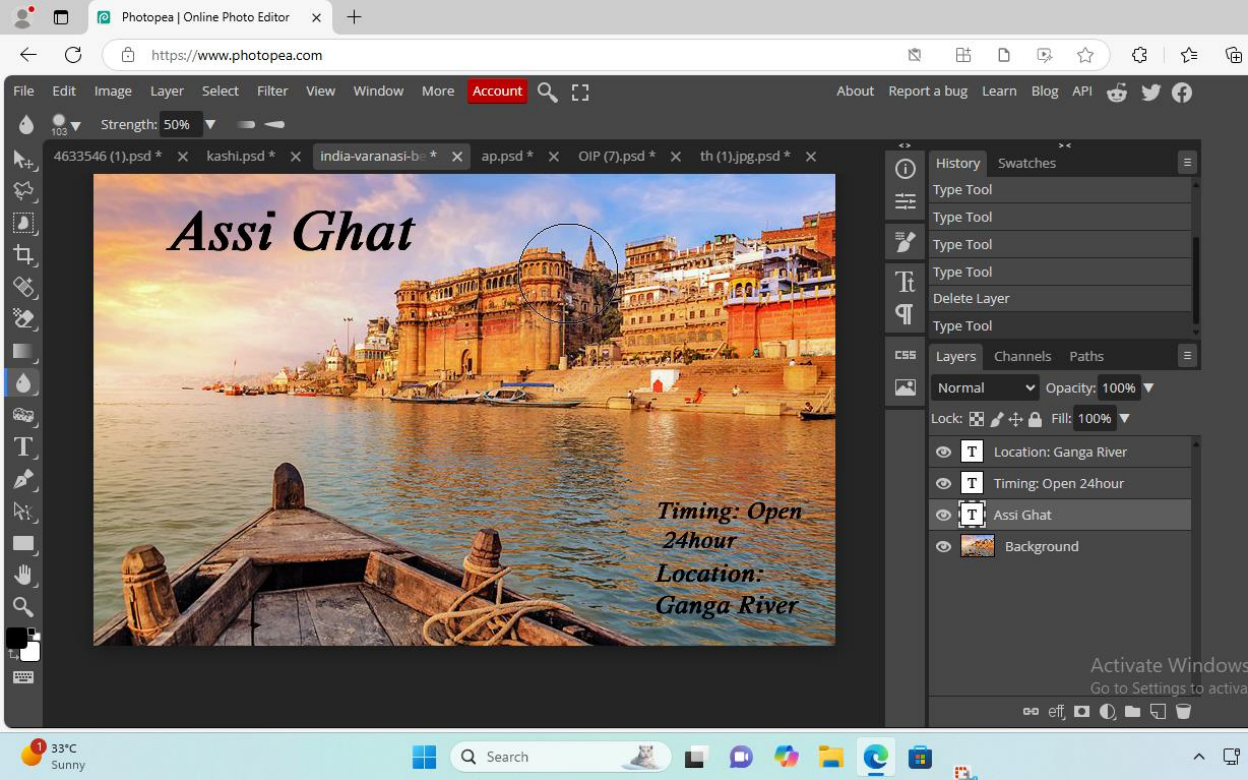 Photopea | Online Photo Editor
https://www.photopea.com
File Edit Image Layer Select Filter View Window More Account About Report a bug Learn Blog API
103 Strength: 50%
4633546 (1).psd * kashi.psd * india-varanasi-be * ap.psd * OIP (7).psd * th (1).jpg.psd *
History Swatches
Type Tool
Type Tool
Type Tool
Type Tool
Delete Layer
Type Tool
CSS
Layers Channels Paths
Normal Opacity: 100%
Lock: Fill: 100%
T Location: Ganga River
T Timing: Open 24hour
T Assi Ghat
Background
Assi Ghat
Timing: Open
24hour
Location:
Ganga River
eff
Activate Windows
Go to Settings to activa
1 33°C
Sunny
Search